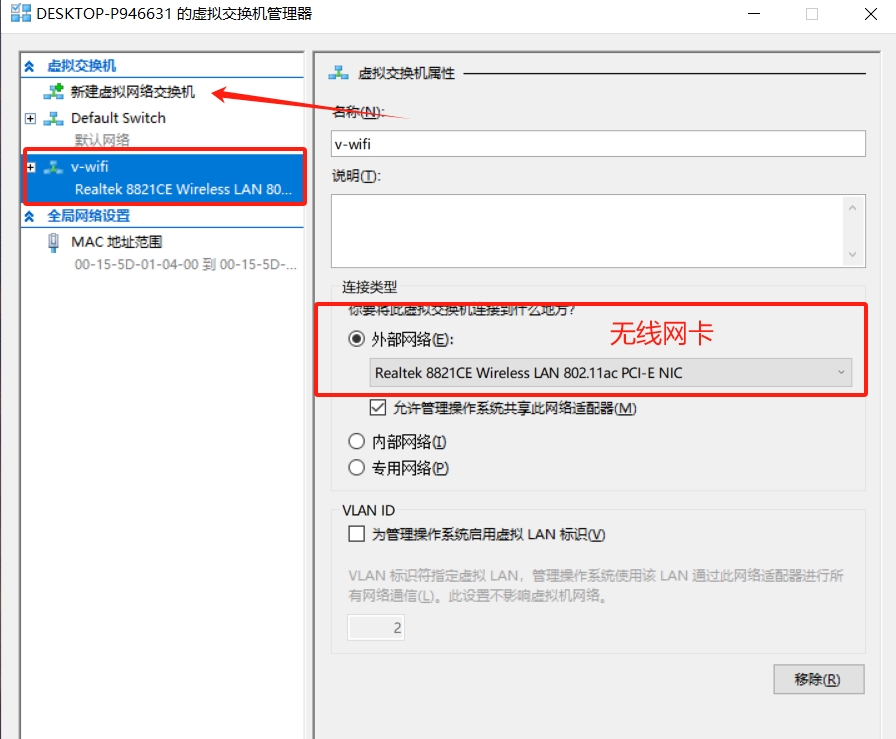 DESKTOP-P946631 的虚拟交换机管理器
虚拟交换机
新建虚拟网络交换机
Default Switch
默认网络
v-wifi
Realtek 8821CE Wireless LAN 80...
全局网络设置
MAC 地址范围
00-15-5D-01-04-00 到 00-15-5D-...
虚拟交换机属性
名称(N):
v-wifi
说明(T):
连接类型
你要将此虚拟交换机连接到什么地方?
无线网卡
外部网络(E):
Realtek 8821CE Wireless LAN 802.11ac PCI-E NIC
允许管理操作系统共享此网络适配器(M)
内部网络(I)
专用网络(P)
VLAN ID
为管理操作系统启用虚拟 LAN 标识(V)
VLAN 标识符指定虚拟 LAN，管理操作系统使用该 LAN 通过此网络适配器进行所
有网络通信(L)。此设置不影响虚拟机网络。
2
移除(R)